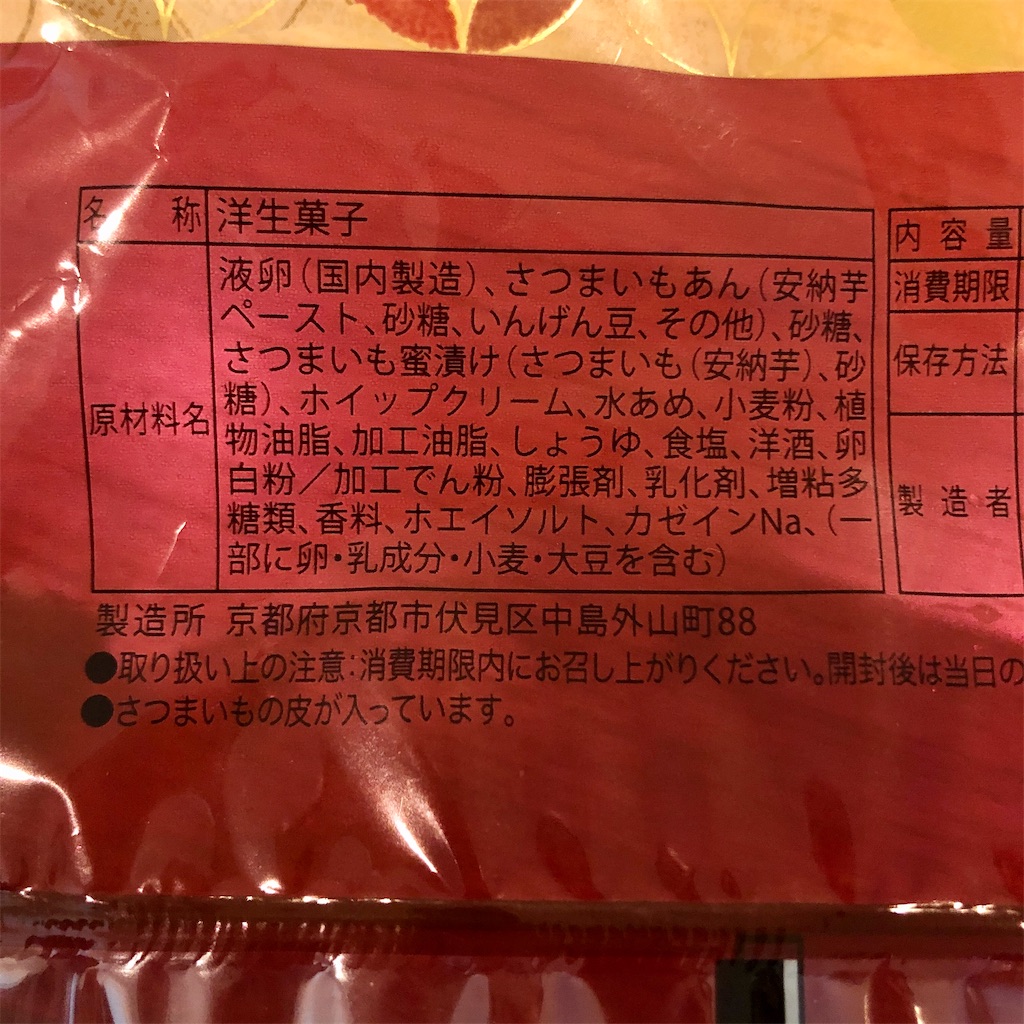 名称 洋生菓子
原材料名
液卵(国内製造)、さつまいもあん(安納芋
ペースト、砂糖、いんげん豆、その他)、砂糖、
さつまいも蜜漬け(さつまいも(安納芋)、砂
糖)、ホイップクリーム、水あめ、小麦粉、植
物油脂、加工油脂、しょうゆ、食塩、洋酒、卵
白粉/加工でん粉、膨張剤、乳化剤、増粘多
糖類、香料、ホエイソルト、カゼインNa、(一
部に卵・乳成分・小麦・大豆を含む)
内容量
消費期限
保存方法
製造者
製造所 京都府京都市伏見区中島外山町88
●取り扱い上の注意:消費期限内にお召し上がりください。開封後は当日の
●さつまいもの皮が入っています。